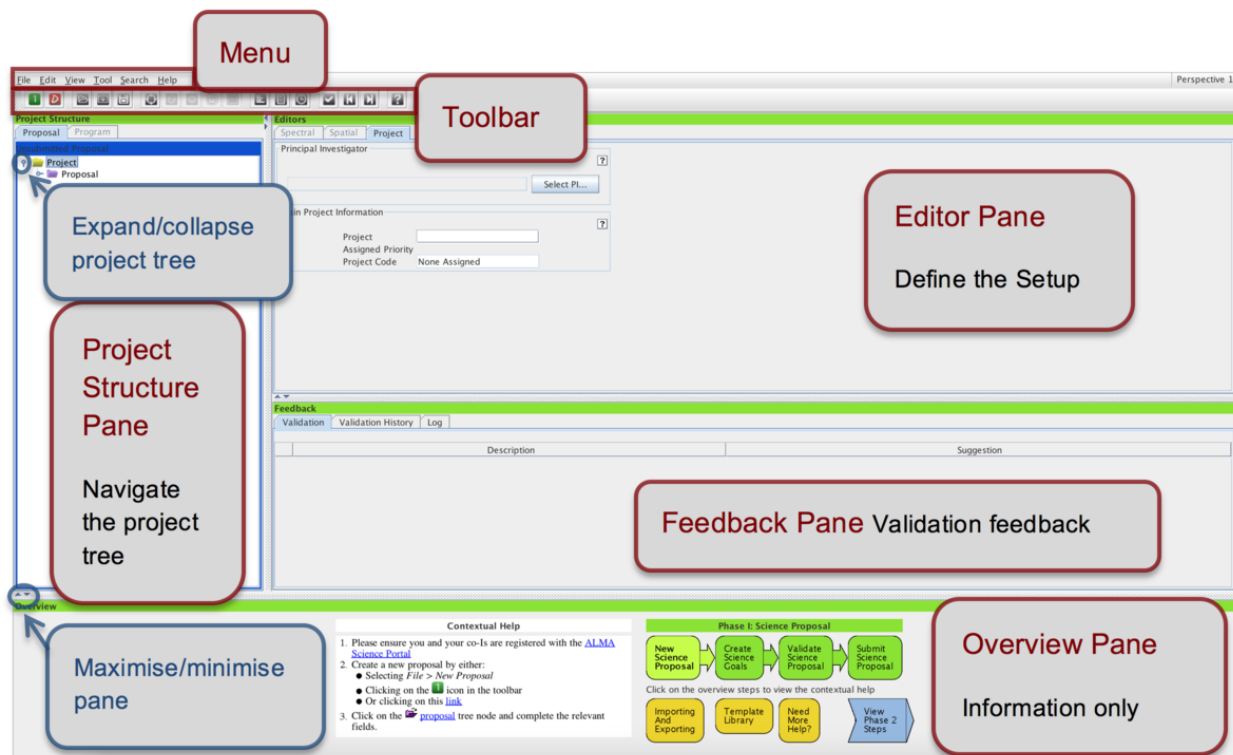 Menu
File Edit View Tool Search Help
Perspective 1
Toolbar
Project Structure
Proposal Program
Unsubmitted Proposal
Project
Proposal
Expand/collapse
project tree
Project
Structure
Pane
Navigate
the project
tree
Editors
Spectral Spatial Project
Principal Investigator
?
Select PI...
in Project Information
?
Project
Assigned Priority
Project Code None Assigned
Editor Pane
Define the Setup
Feedback
Validation Validation History Log
Description Suggestion
Feedback Pane Validation feedback
Overview
Maximise/minimise
pane
Contextual Help
1. Please ensure you and your co-Is are registered with the ALMA
Science Portal
2. Create a new proposal by either:
• Selecting File > New Proposal
• Clicking on the 1 icon in the toolbar
• Or clicking on this link
3. Click on the proposal tree node and complete the relevant
fields.
Phase I: Science Proposal
New
Science
Proposal
Create
Science
Goals
Validate
Science
Proposal
Submit
Science
Proposal
Click on the overview steps to view the contextual help
Importing
And
Exporting
Template
Library
Need
More
Help?
View
Phase 2
Steps
Overview Pane
Information only